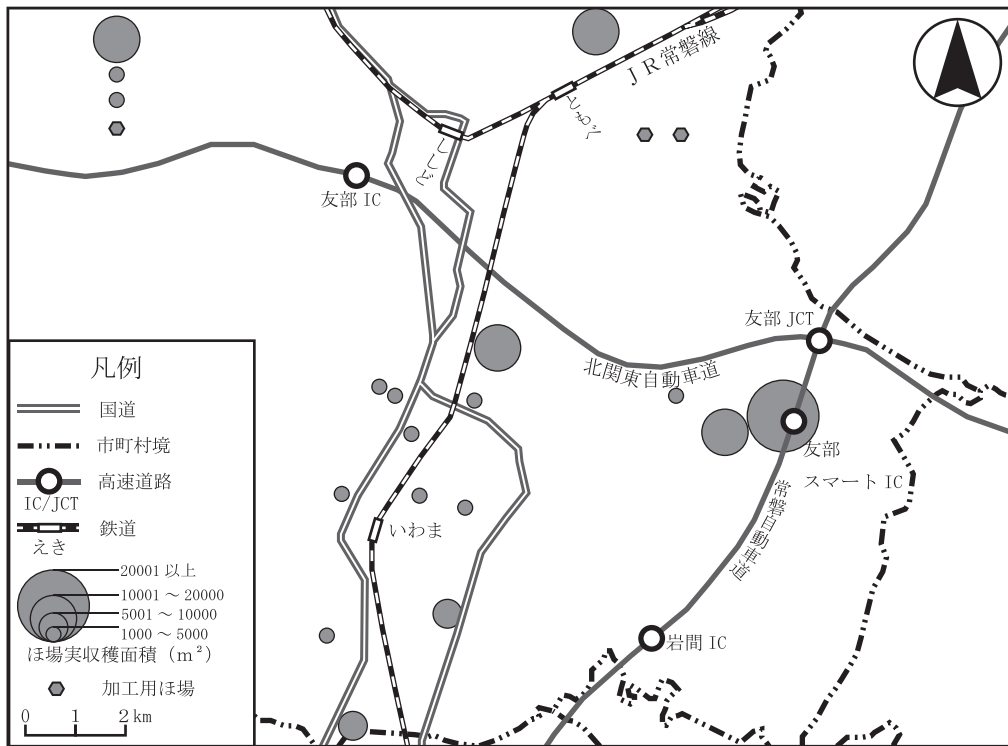 JR常磐線
ともべ
ししど
友部 IC
友部 JCT
北関東自動車道
友部
スマート IC
常磐自動車道
いわま
岩間 IC
凡例
国道
市町村境
高速道路
IC/JCT
鉄道
えき
20001 以上
10001 ～ 20000
5001 ～ 10000
1000 ～ 5000
ほ場実収穫面積（m²）
加工用ほ場
0 1 2 km